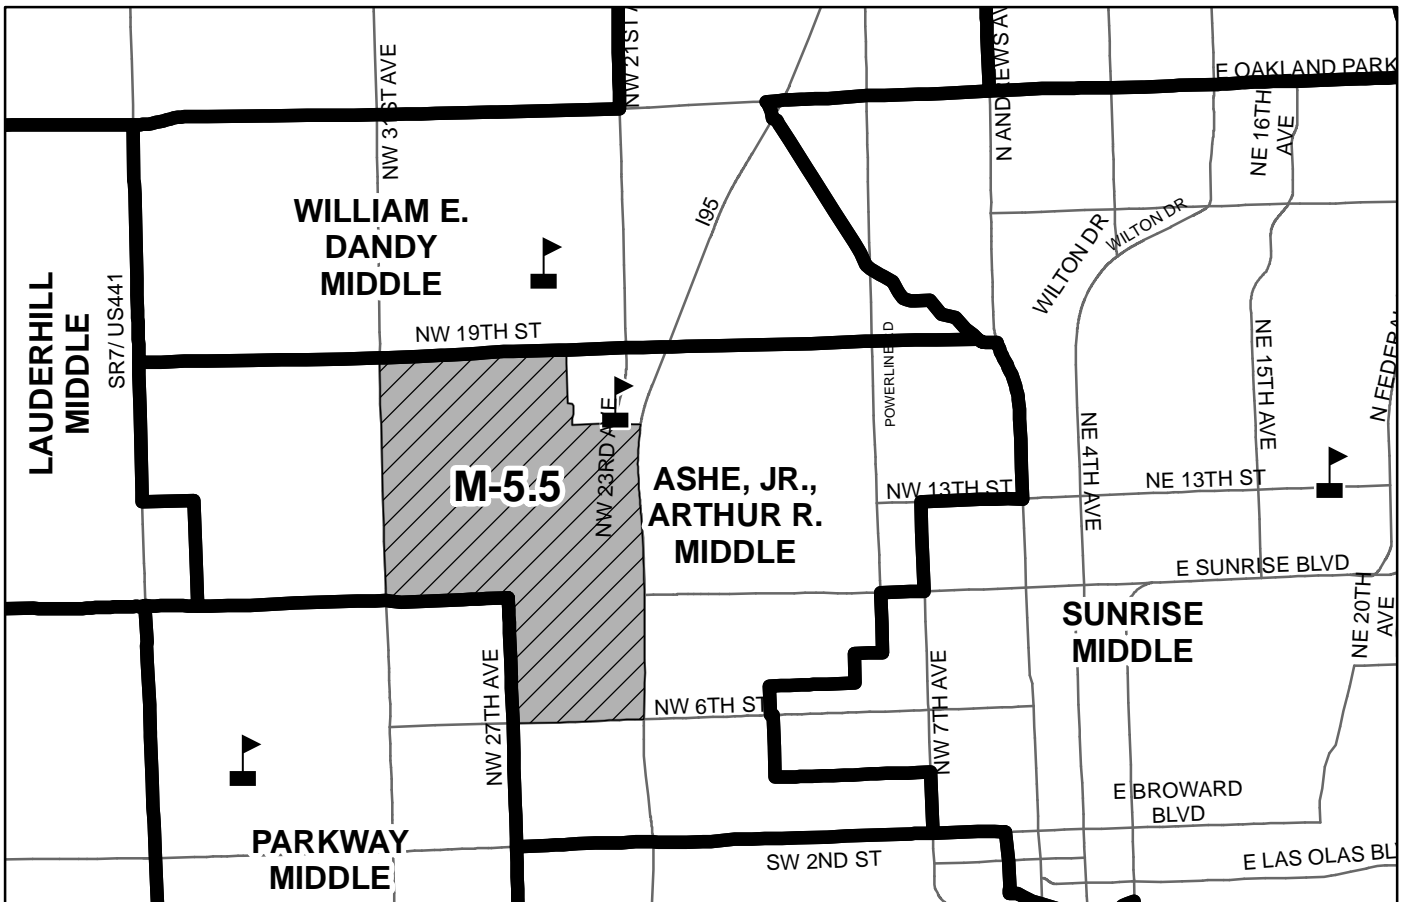 NW 21ST A
N ANDREWS AV
E OAKLAND PARK
NW 31ST AVE
NE 16TH
AVE
WILLIAM E.
DANDY
MIDDLE
I95
WILTON DR
WILTON DR
LAUDERHILL
MIDDLE
SR7/ US441
NW 19TH ST
NE 15TH AVE
N FEDERAL
NW 23RD AVE
M-5.5
ASHE, JR.,
ARTHUR R.
MIDDLE
NW 13TH ST
NE 4TH AVE
NE 13TH ST
E SUNRISE BLVD
SUNRISE
MIDDLE
NE 20TH
AVE
NW 27TH AVE
NW 6TH ST
NW 7TH AVE
E BROWARD
BLVD
PARKWAY
MIDDLE
SW 2ND ST
E LAS OLAS BL